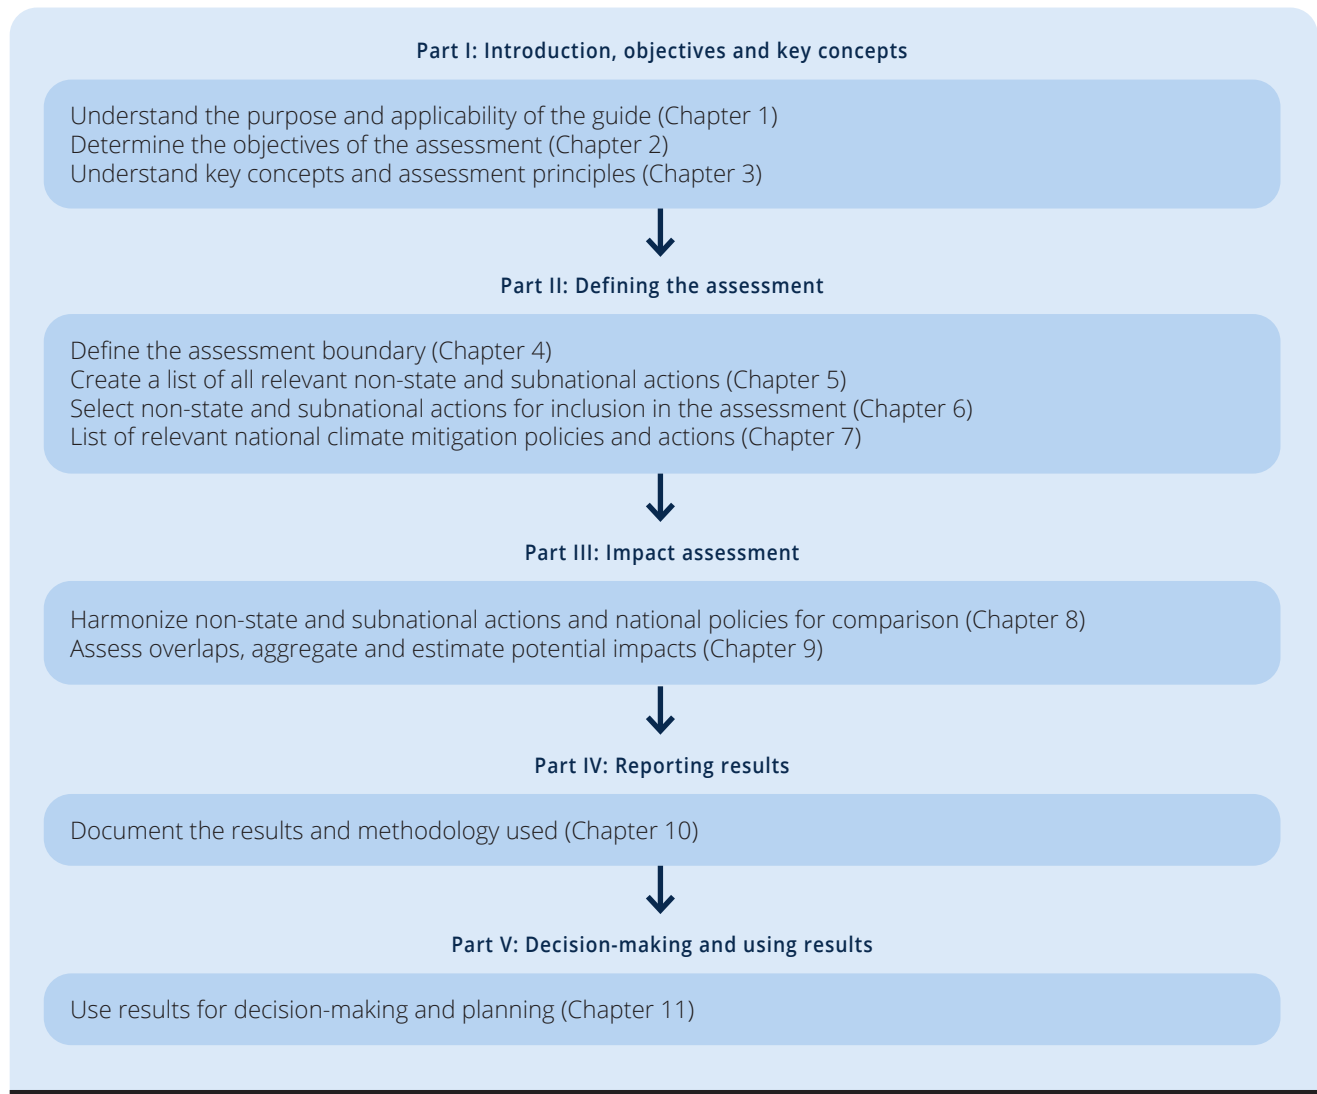 Part I: Introduction, objectives and key concepts
Understand the purpose and applicability of the guide (Chapter 1)
Determine the objectives of the assessment (Chapter 2)
Understand key concepts and assessment principles (Chapter 3)
Part II: Defining the assessment
Define the assessment boundary (Chapter 4)
Create a list of all relevant non-state and subnational actions (Chapter 5)
Select non-state and subnational actions for inclusion in the assessment (Chapter 6)
List of relevant national climate mitigation policies and actions (Chapter 7)
Part III: Impact assessment
Harmonize non-state and subnational actions and national policies for comparison (Chapter 8)
Assess overlaps, aggregate and estimate potential impacts (Chapter 9)
Part IV: Reporting results
Document the results and methodology used (Chapter 10)
Part V: Decision-making and using results
Use results for decision-making and planning (Chapter 11)